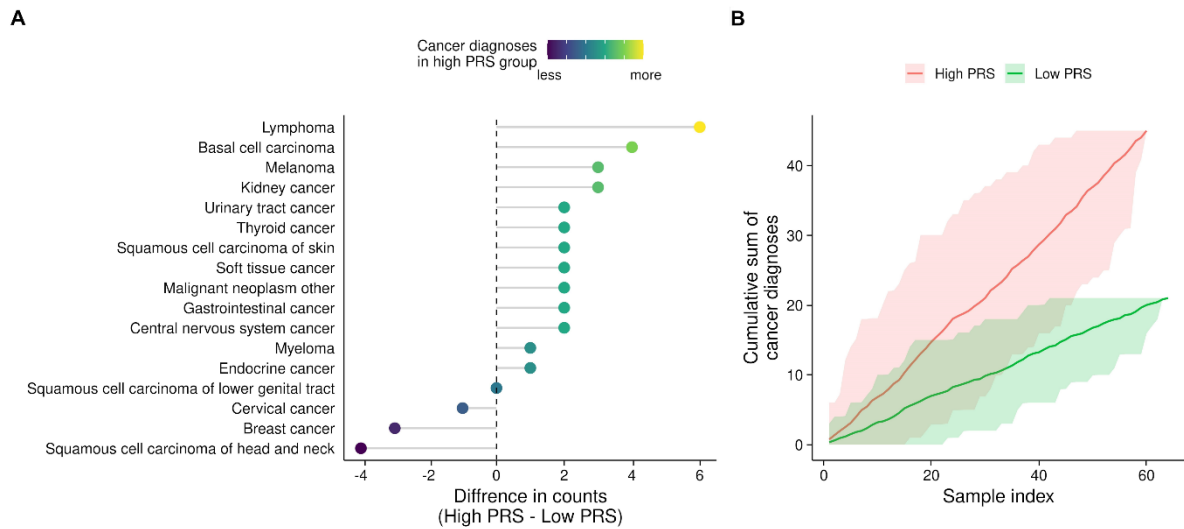 A
Cancer diagnoses
in high PRS group
less more
Lymphoma
Basal cell carcinoma
Melanoma
Kidney cancer
Urinary tract cancer
Thyroid cancer
Squamous cell carcinoma of skin
Soft tissue cancer
Malignant neoplasm other
Gastrointestinal cancer
Central nervous system cancer
Myeloma
Endocrine cancer
Squamous cell carcinoma of lower genital tract
Cervical cancer
Breast cancer
Squamous cell carcinoma of head and neck
-4 -2 0 2 4 6
Diffrence in counts
(High PRS - Low PRS)
B
High PRS Low PRS
Cumulative sum of
cancer diagnoses
40
30
20
10
0
0 20 40 60
Sample index